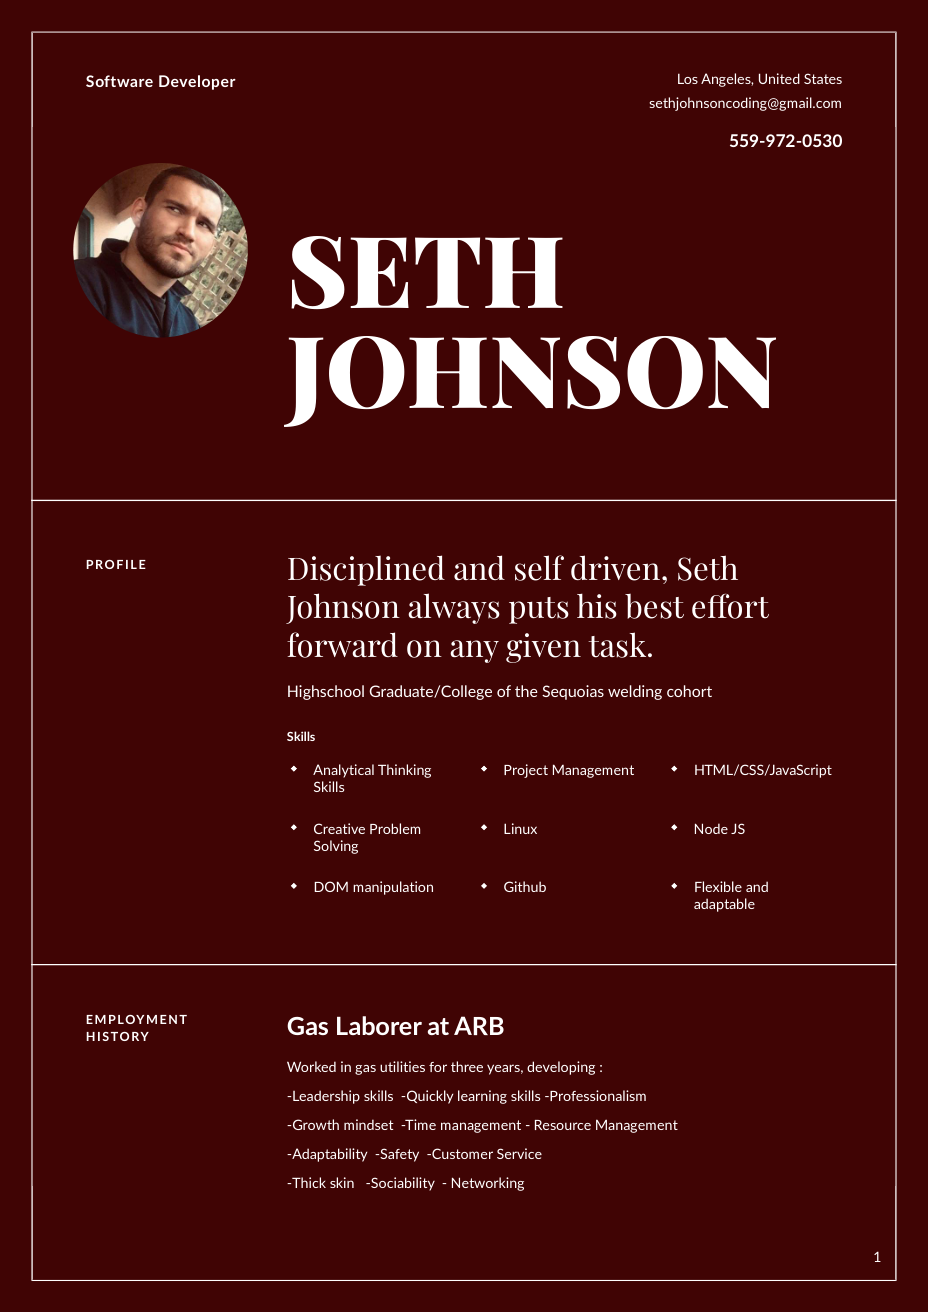 Software Developer
Los Angeles, United States
sethjohnsoncoding@gmail.com
559-972-0530
SETH
JOHNSON
PROFILE
Disciplined and self driven, Seth
Johnson always puts his best effort
forward on any given task.
Highschool Graduate/College of the Sequoias welding cohort
Skills
Analytical Thinking
Skills
Project Management
HTML/CSS/JavaScript
Creative Problem
Solving
Linux
Node JS
DOM manipulation
Github
Flexible and
adaptable
EMPLOYMENT
HISTORY
Gas Laborer at ARB
Worked in gas utilities for three years, developing :
-Leadership skills  -Quickly learning skills -Professionalism
-Growth mindset  -Time management - Resource Management
-Adaptability  -Safety  -Customer Service
-Thick skin   -Sociability  - Networking
1